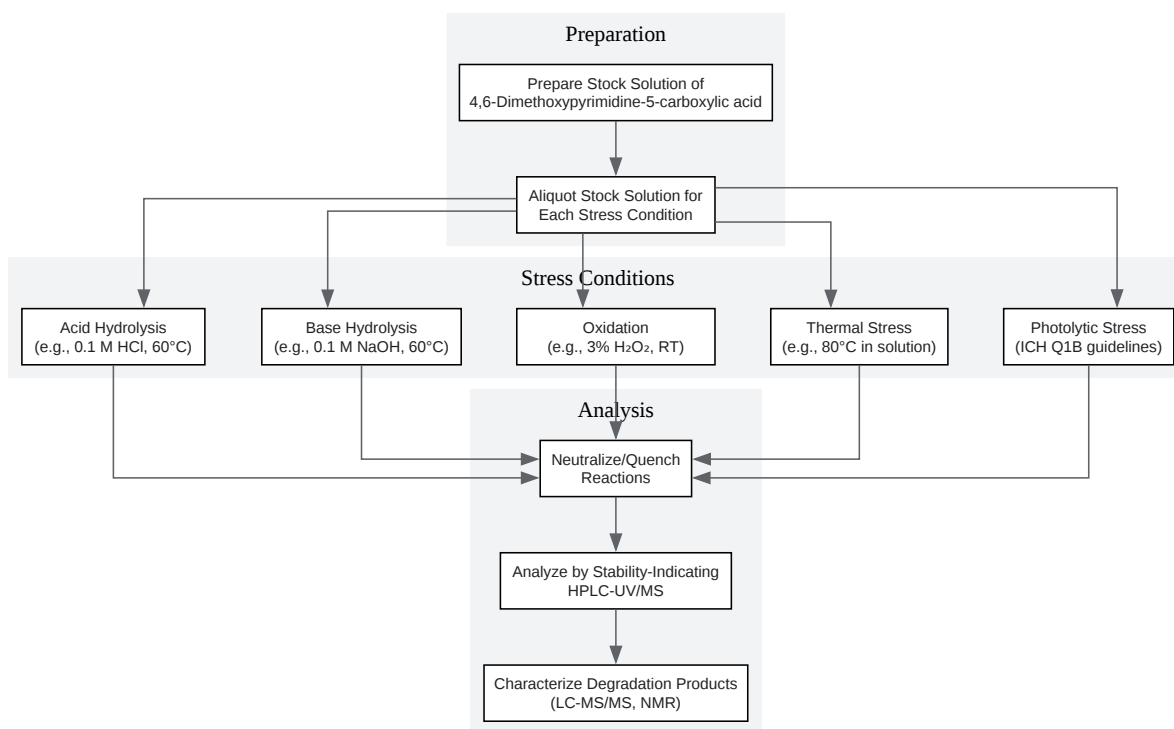 Preparation
Prepare Stock Solution of
4,6-Dimethoxypyrimidine-5-carboxylic acid
Aliquot Stock Solution for
Each Stress Condition
Stress Conditions
Acid Hydrolysis
(e.g., 0.1 M HCl, 60°C)
Base Hydrolysis
(e.g., 0.1 M NaOH, 60°C)
Oxidation
(e.g., 3% H₂O₂, RT)
Thermal Stress
(e.g., 80°C in solution)
Photolytic Stress
(ICH Q1B guidelines)
Analysis
Neutralize/Quench
Reactions
Analyze by Stability-Indicating
HPLC-UV/MS
Characterize Degradation Products
(LC-MS/MS, NMR)